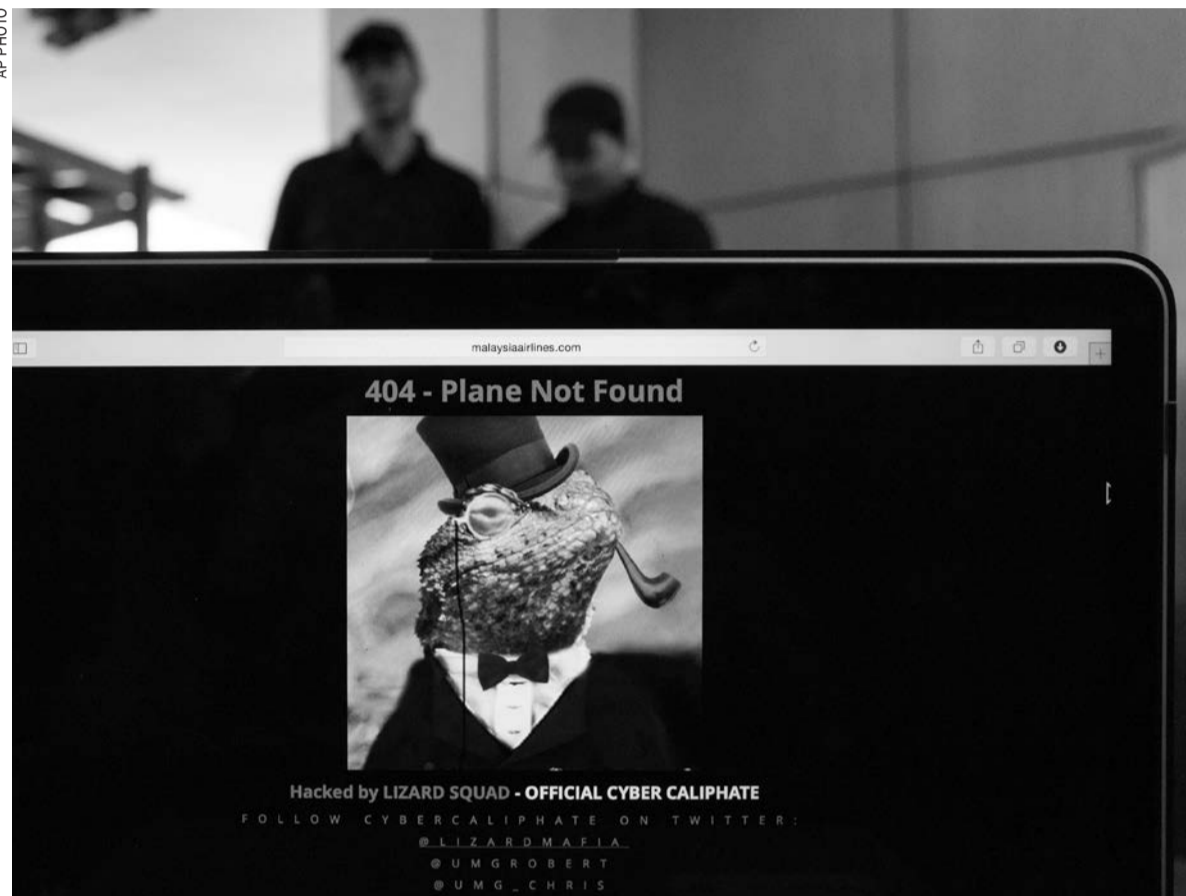 AP PHOTO
malaysiaairlines.com
404 - Plane Not Found
Hacked by LIZARD SQUAD - OFFICIAL CYBER CALIPHATE
FOLLOW CYBERCALIPHATE ON TWITTER:
@LIZARDMAFIA
@UMGROBERT
@UMG_CHRIS